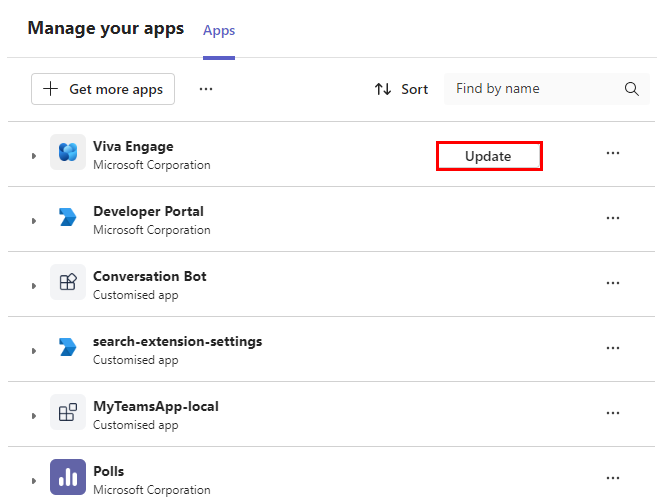 Manage your apps Apps
Get more apps ... Sort Find by name
Viva Engage
Microsoft Corporation
Update
Developer Portal
Microsoft Corporation
Conversation Bot
Customised app
search-extension-settings
Customised app
MyTeamsApp-local
Customised app
Polls
Microsoft Corporation